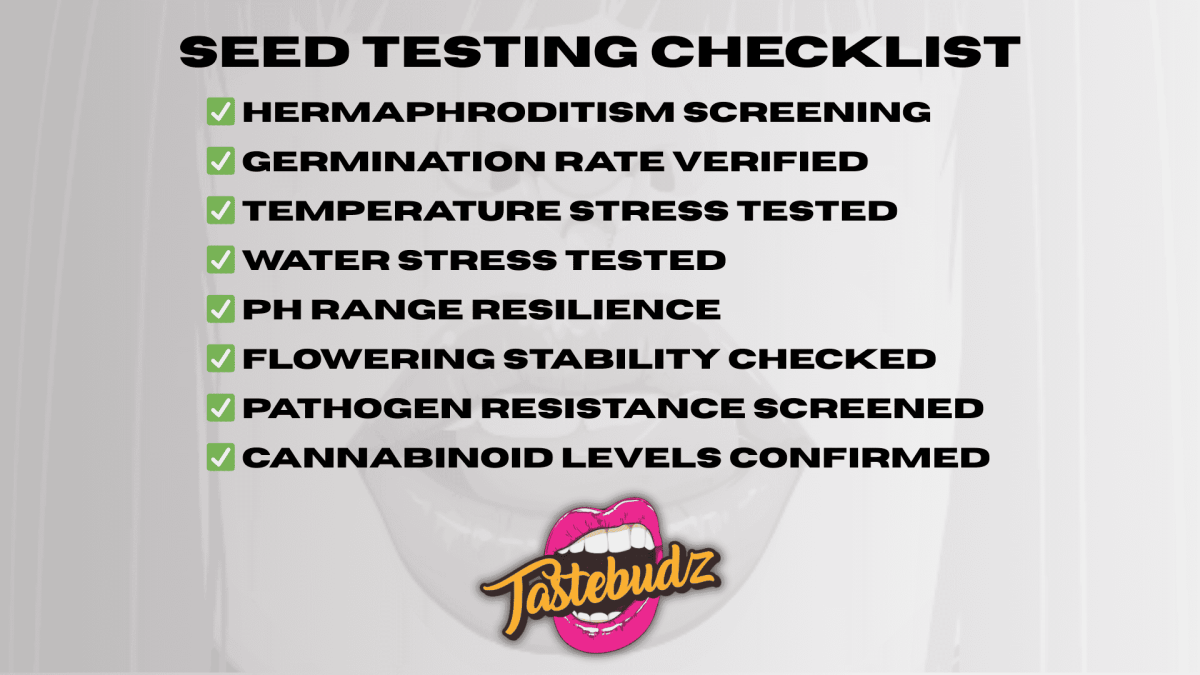 SEED TESTING CHECKLIST
✅ HERMAPHRODITISM SCREENING
✅ GERMINATION RATE VERIFIED
✅ TEMPERATURE STRESS TESTED
✅ WATER STRESS TESTED
✅ PH RANGE RESILIENCE
✅ FLOWERING STABILITY CHECKED
✅ PATHOGEN RESISTANCE SCREENED
✅ CANNABINOID LEVELS CONFIRMED
Tastebudz